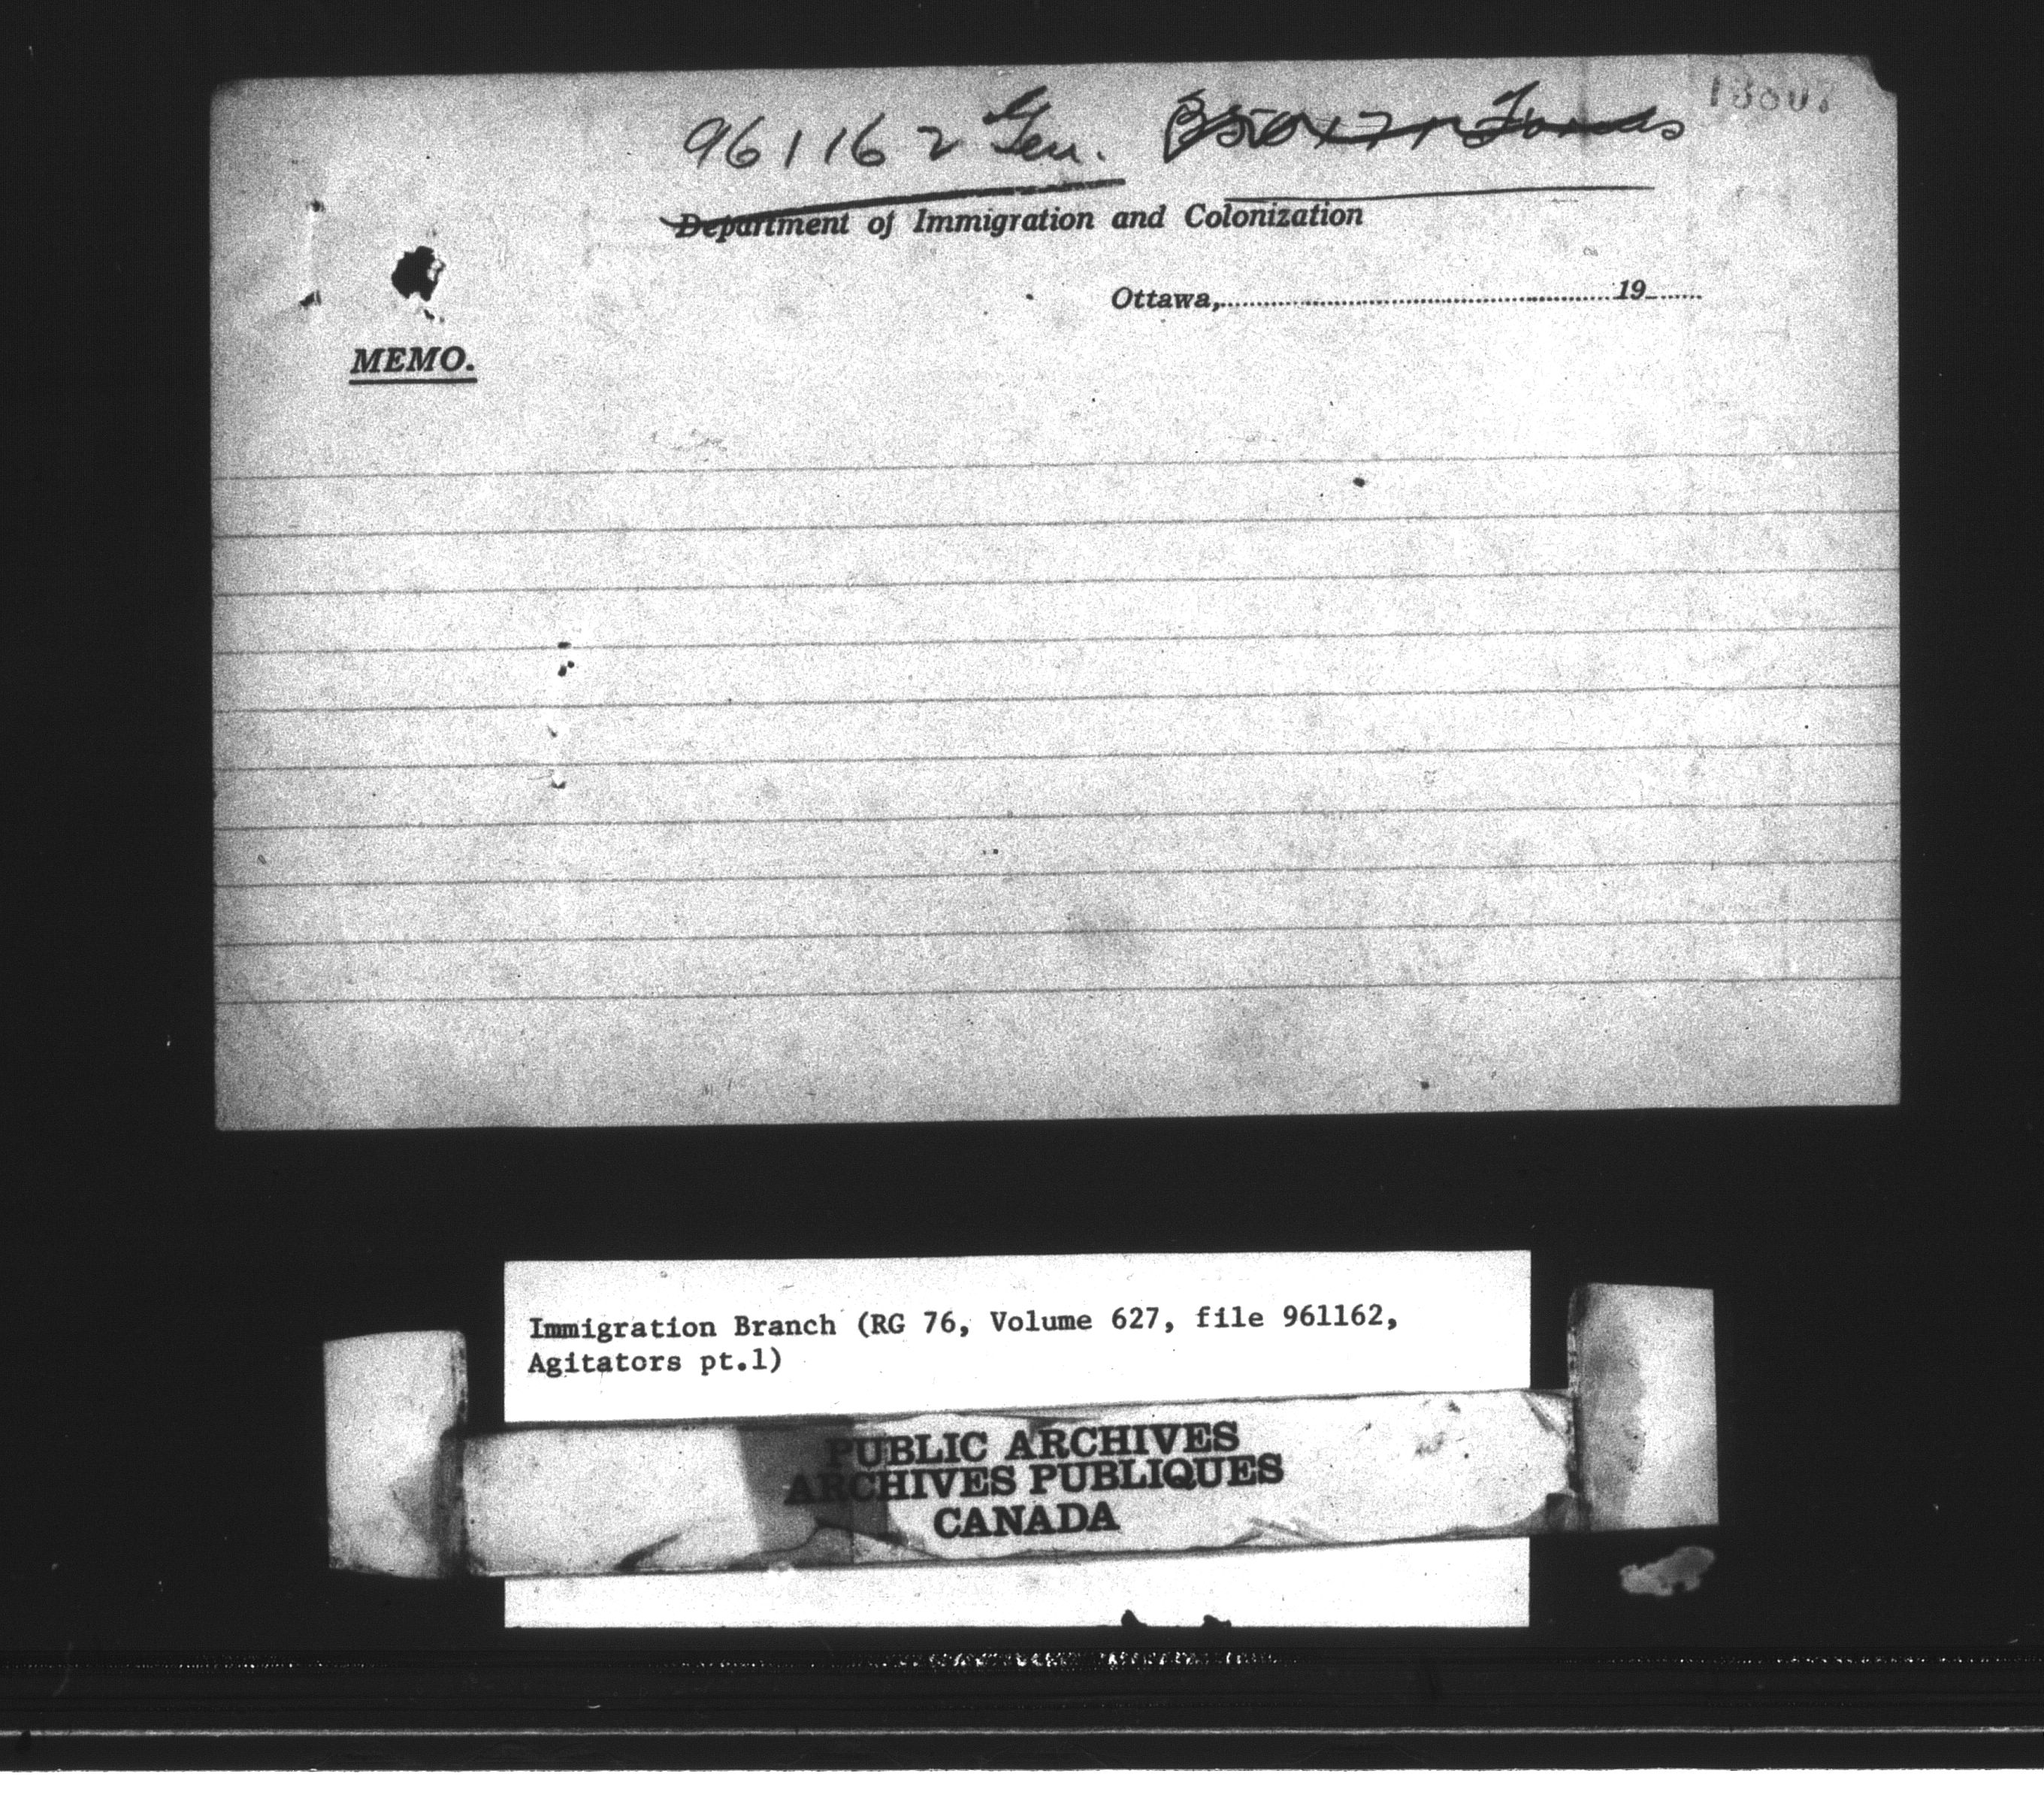 961162 Gen.
Department of Immigration and Colonization
Ottawa, 19
MEMO.
Immigration Branch (RG 76, Volume 627, file 961162,
Agitators pt.1)
PUBLIC ARCHIVES
ARCHIVES PUBLIQUES
CANADA